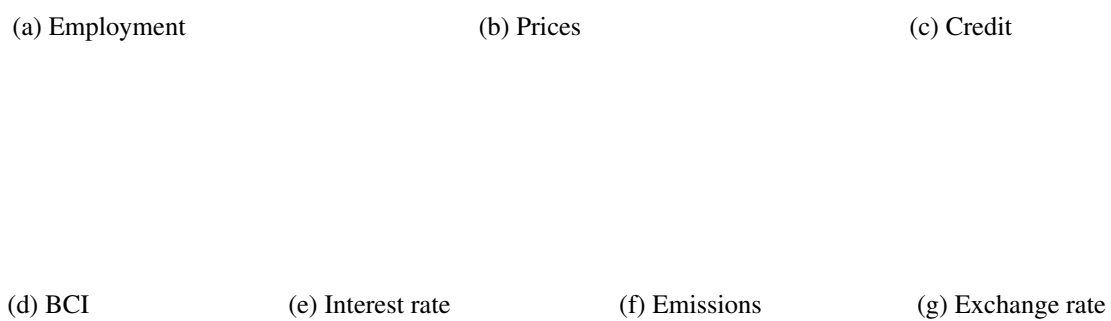 (a) Employment (b) Prices (c) Credit
(d) BCI (e) Interest rate (f) Emissions (g) Exchange rate